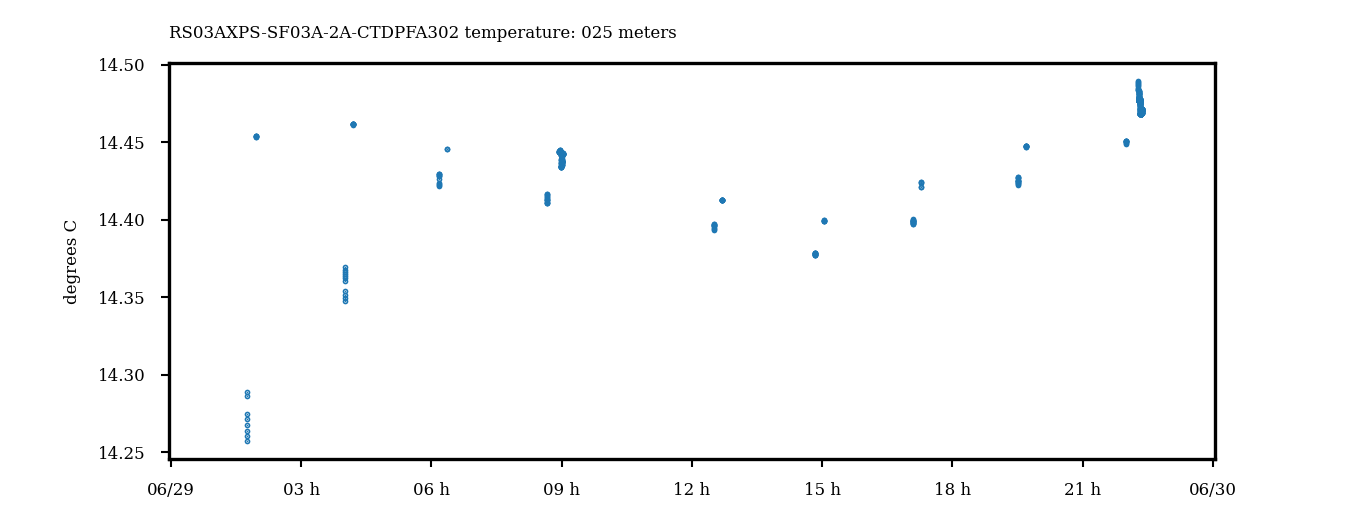 RS03AXPS-SF03A-2A-CTDPFA302 temperature: 025 meters
14.50
14.45
14.40
14.35
14.30
14.25
degrees C
06/29
03 h
06 h
09 h
12 h
15 h
18 h
21 h
06/30